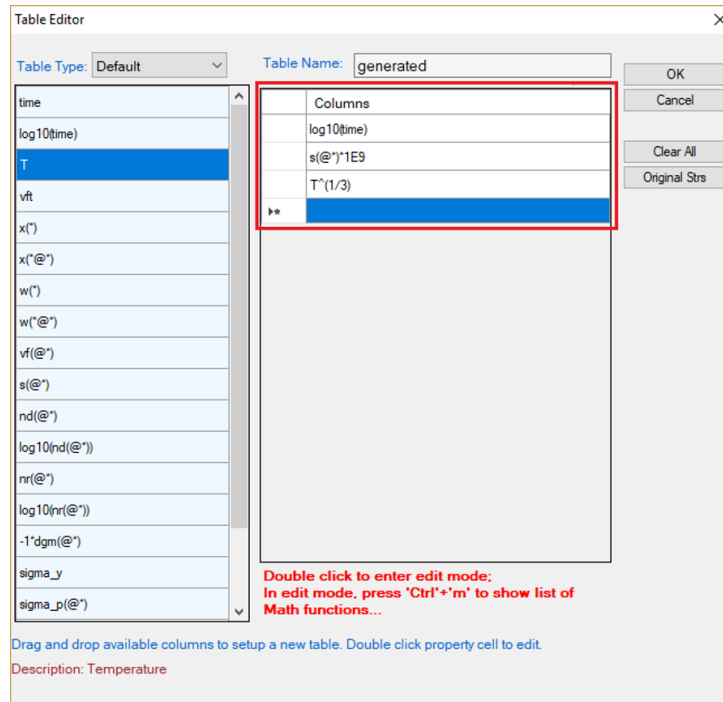 Table Editor
Table Type: Default
Table Name: generated
OK
Cancel
Clear All
Original Strs
time
log10(time)
T
vft
x(*)
x(*@*)
w(*)
w(*@*)
vf(@*)
s(@*)
nd(@*)
log10(nd(@*))
nr(@*)
log10(nr(@*))
-1*dgm(@*)
sigma_y
sigma_p(@*)
Columns
log10(time)
s(@*)*1E9
T^(1/3)
Double click to enter edit mode;
In edit mode, press 'Ctrl'+'m' to show list of
Math functions...
Drag and drop available columns to setup a new table. Double click property cell to edit.
Description: Temperature